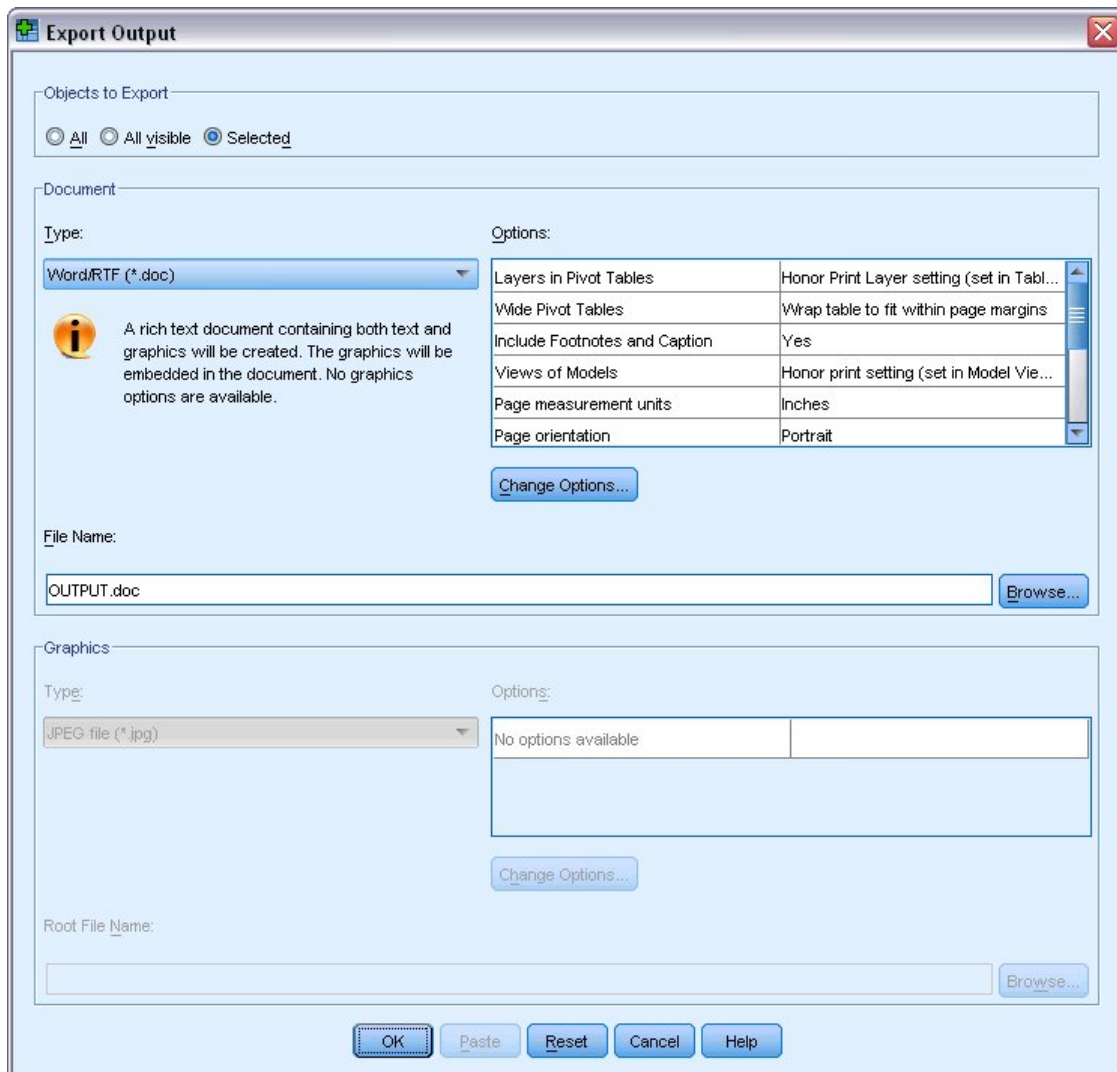 Export Output
Objects to Export
All All visible Selected
Document
Type:
Word/RTF (*.doc)
A rich text document containing both text and
graphics will be created. The graphics will be
embedded in the document. No graphics
options are available.
Options:
Layers in Pivot Tables Honor Print Layer setting (set in Tabl...
Wide Pivot Tables Wrap table to fit within page margins
Include Footnotes and Caption Yes
Views of Models Honor print setting (set in Model Vie...
Page measurement units Inches
Page orientation Portrait
Change Options...
File Name:
OUTPUT.doc Browse...
Graphics
Type:
JPEG file (*.jpg)
Options:
No options available
Change Options...
Root File Name:
Browse...
OK Paste Reset Cancel Help